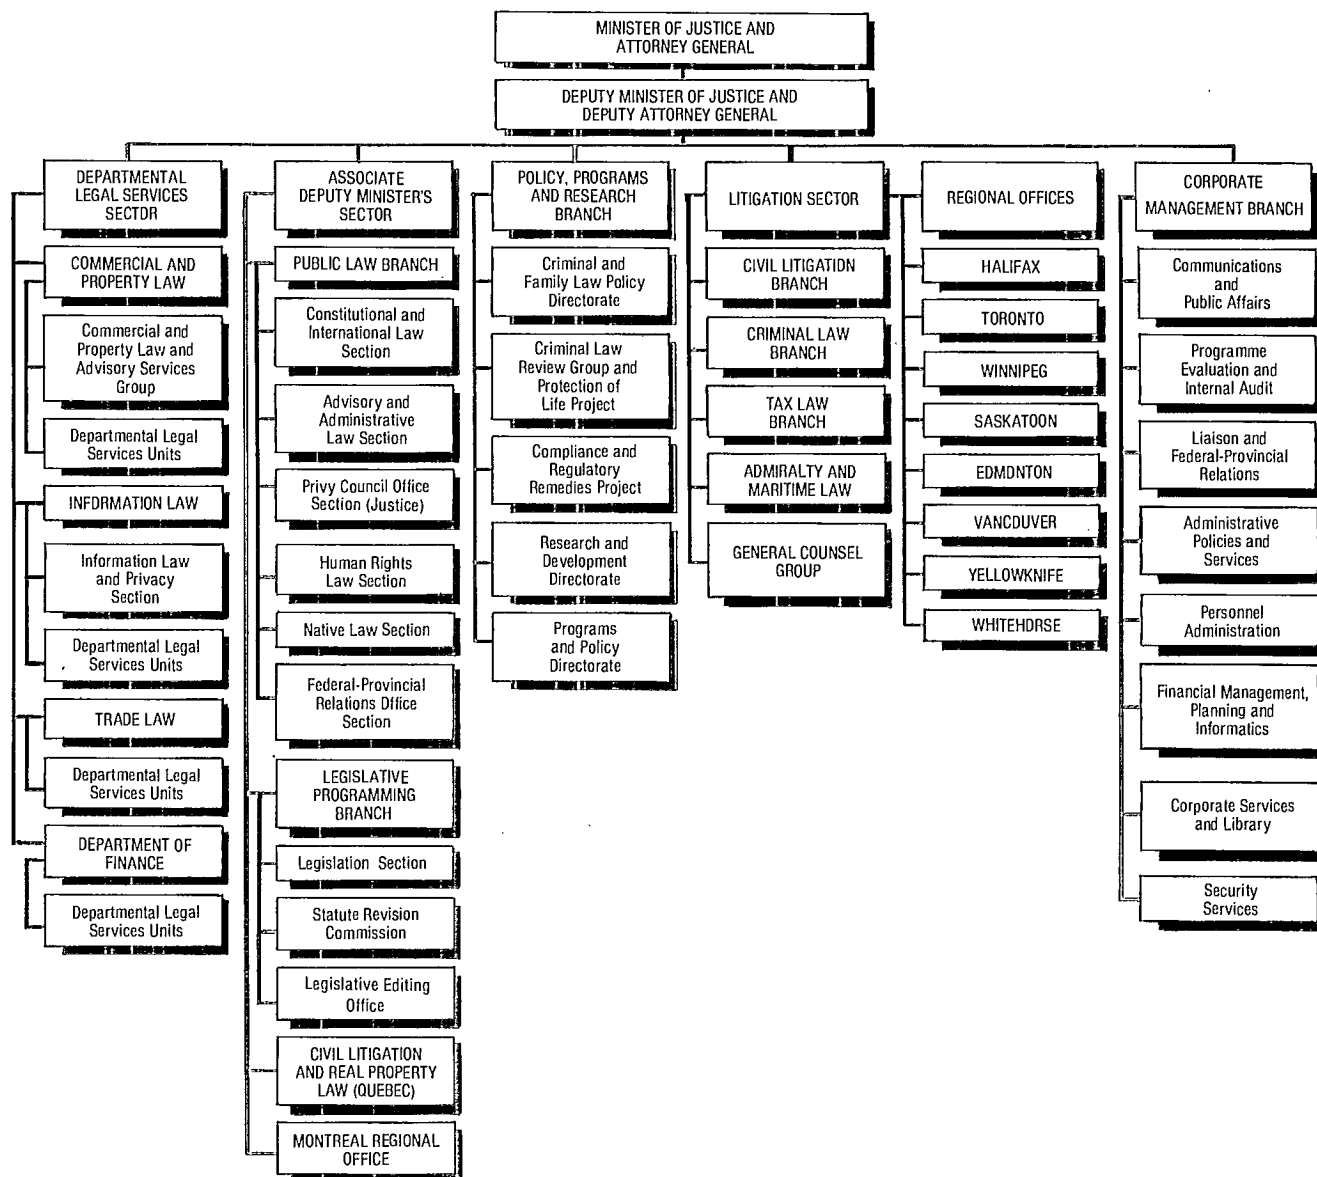 MINISTER OF JUSTICE AND
ATTORNEY GENERAL
DEPUTY MINISTER OF JUSTICE AND
DEPUTY ATTORNEY GENERAL
DEPARTMENTAL
LEGAL SERVICES
SECTDR
COMMERCIAL AND
PROPERTY LAW
Commercial and
Property Law and
Advisory Services
Group
Departmental Legal
Services Units
INFDRMATION LAW
Information Law
and Privacy
Section
Departmental Legal
Services Units
TRADE LAW
Departmental Legal
Services Units
DEPARTMENT OF
FINANCE
Departmental Legal
Services Units
ASSOCIATE
DEPUTY MINISTER'S
SECTOR
PUBLIC LAW BRANCH
Constitutional and
International Law
Section
Advisory and
Administrative
Law Section
Privy Council Office
Section (Justice)
Human Rights
Law Section
Native Law Section
Federal-Provincial
Relations Dffice
Section
LEGISLATIVE
PROGRAMMING
BRANCH
Legislation Section
Statute Revision
Commission
Legislative Editing
Office
CIVIL LITIGATION
AND REAL PROPERTY
LAW (QUEBEC)
MONTREAL REGIONAL
OFFICE
POLICY, PROGRAMS
AND RESEARCH
BRANCH
Criminal and
Family Law Policy
Directorate
Criminal Law
Review Group and
Protection of
Life Project
Compliance and
Regulatory
Remedies Project
Research and
Development
Directorate
Programs
and Policy
Directorate
LITIGATION SECTOR
CIVIL LITIGATION
BRANCH
CRIMINAL LAW
BRANCH
TAX LAW
BRANCH
ADMIRALTY AND
MARITIME LAW
GENERAL COUNSEL
GROUP
REGIONAL OFFICES
HALIFAX
TORONTO
WINNIPEG
SASKATOON
EDMDNTON
VANCDUVER
YELLOWKNIFE
WHITEHDRSE
CORPORATE
MANAGEMENT BRANCH
Communications
and
Public Affairs
Programme
Evaluation and
Internal Audit
Liaison and
Federal-Provincial
Relations
Administrative
Policies and
Services
Personnel
Administration
Financial Management,
Planning and
Informatics
Corporate Services
and Library
Security
Services